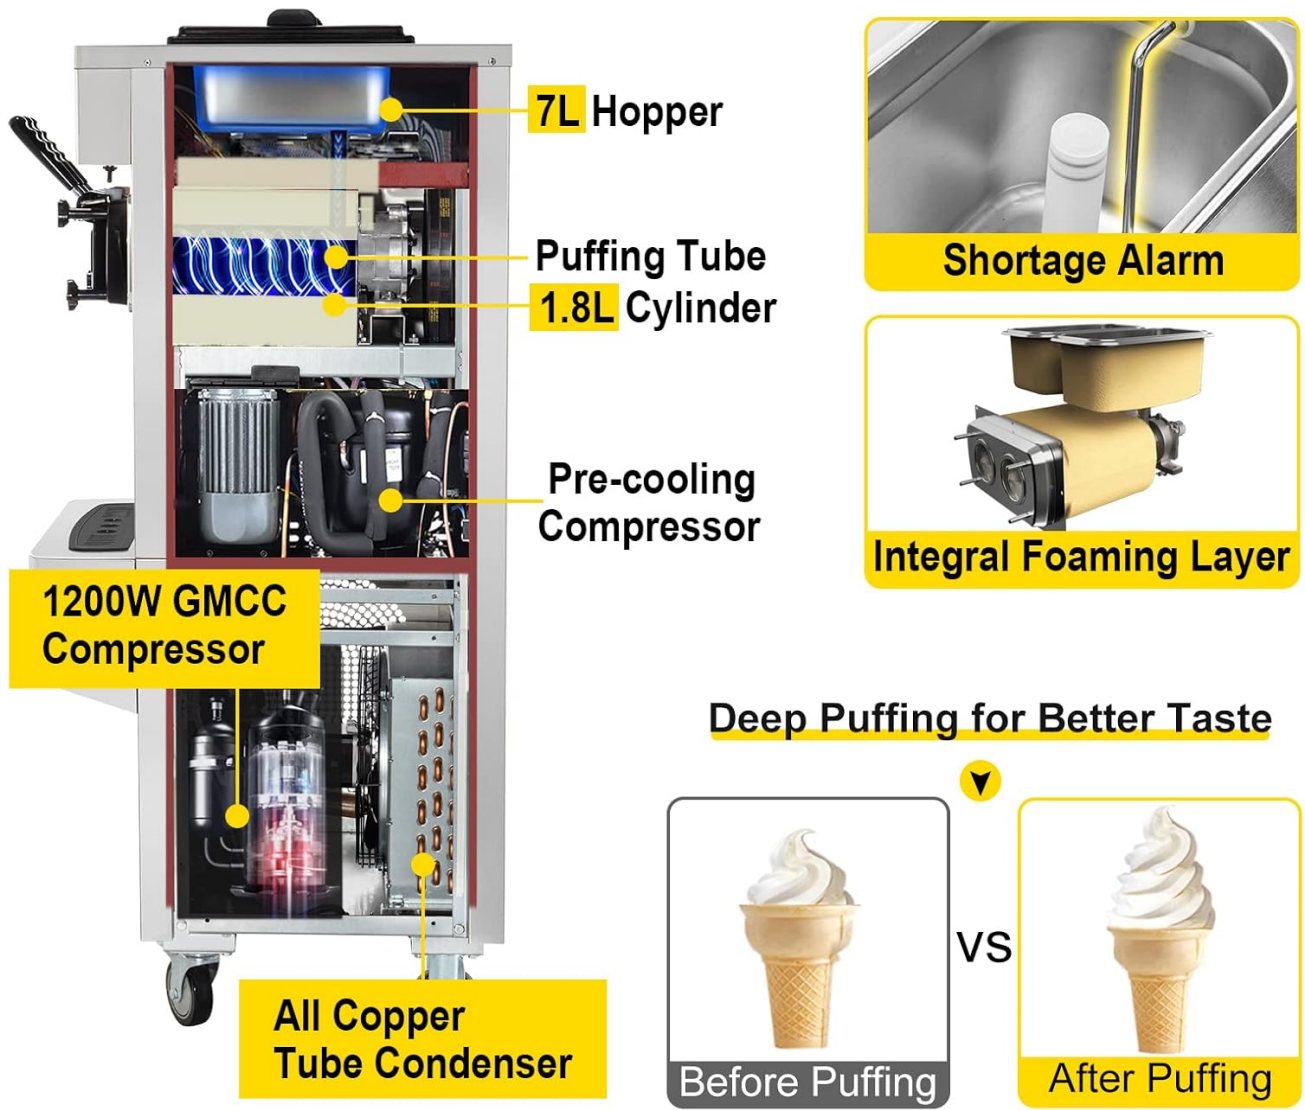 7L Hopper
Puffing Tube
1.8L Cylinder
Pre-cooling
Compressor
1200W GMCC
Compressor
All Copper
Tube Condenser
Shortage Alarm
Integral Foaming Layer
Deep Puffing for Better Taste
Before Puffing
vs
After Puffing